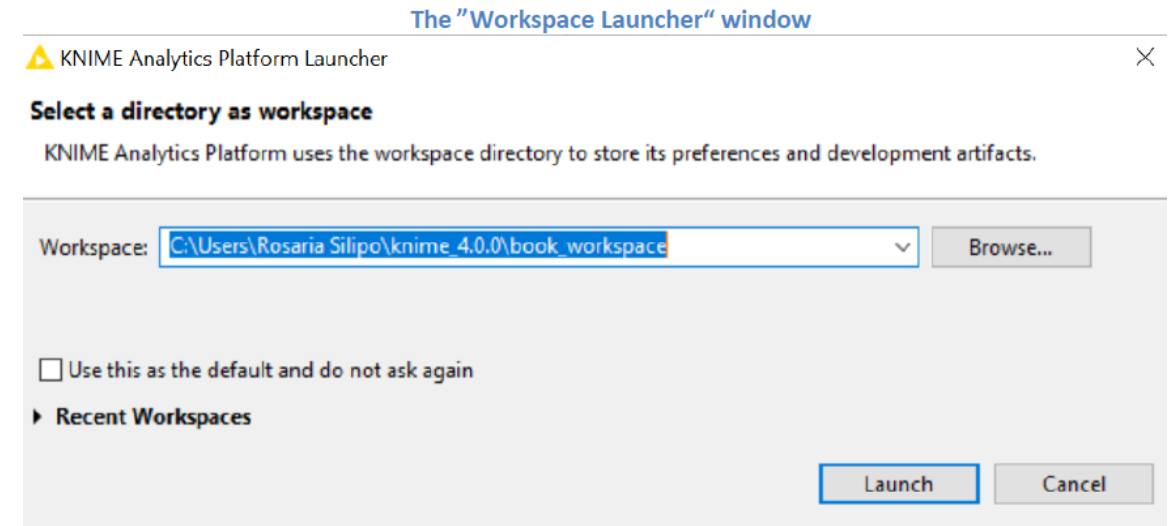 The ”Workspace Launcher“ window
KNIME Analytics Platform Launcher
Select a directory as workspace
KNIME Analytics Platform uses the workspace directory to store its preferences and development artifacts.
Workspace: C:\Users\Rosaria Silipo\knime_4.0.0\book_workspace Browse...
Use this as the default and do not ask again
Recent Workspaces
Launch Cancel